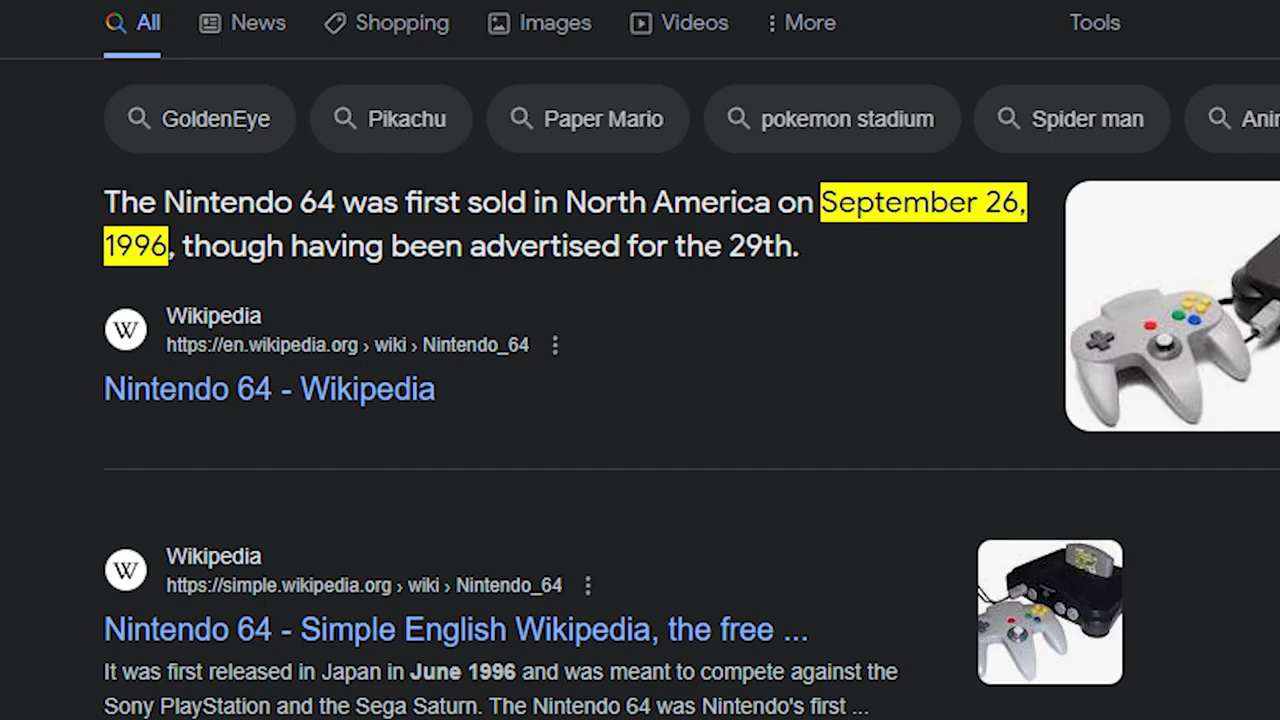 All News Shopping Images Videos More Tools
GoldenEye Pikachu Paper Mario pokemon stadium Spider man
The Nintendo 64 was first sold in North America on September 26,
1996, though having been advertised for the 29th.
W Wikipedia
https://en.wikipedia.org › wiki › Nintendo_64
Nintendo 64 - Wikipedia
W Wikipedia
https://simple.wikipedia.org › wiki › Nintendo_64
Nintendo 64 - Simple English Wikipedia, the free ...
It was first released in Japan in June 1996 and was meant to compete against the
Sony PlayStation and the Sega Saturn. The Nintendo 64 was Nintendo's first ...